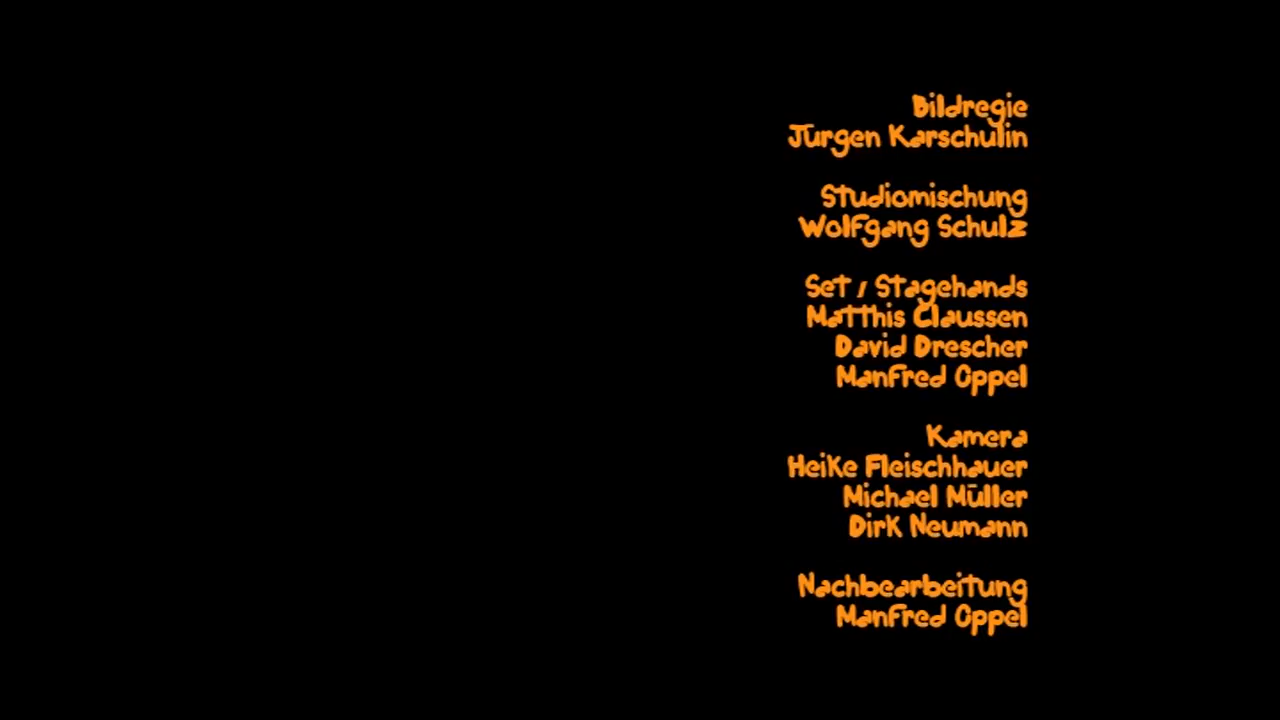 Bildregie
Jürgen Karschulin
Studiomischung
Wolfgang Schulz
Set / Stagehands
Matthis Claussen
David Drescher
Manfred Oppel
Kamera
Heike Fleischhauer
Michael Müller
Dirk Neumann
Nachbearbeitung
Manfred Oppel